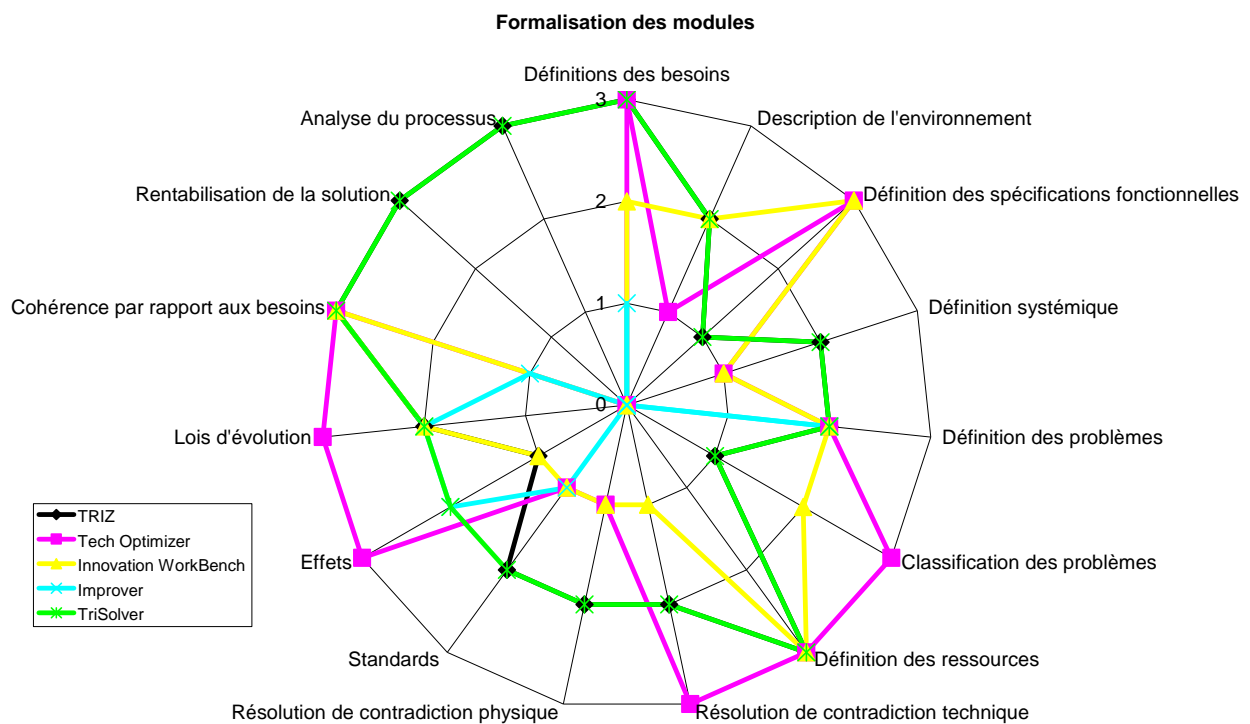 Formalisation des modules
Définitions des besoins
Analyse du processus
3
Description de l'environnement
Rentabilisation de la solution
2
Définition des spécifications fonctionnelles
Cohérence par rapport aux besoins
1
Définition systémique
0
Lois d'évolution
Définition des problèmes
TRIZ
Tech Optimizer
Innovation WorkBench
Improver
TriSolver
Effets
Classification des problèmes
Standards
Définition des ressources
Résolution de contradiction physique
Résolution de contradiction technique